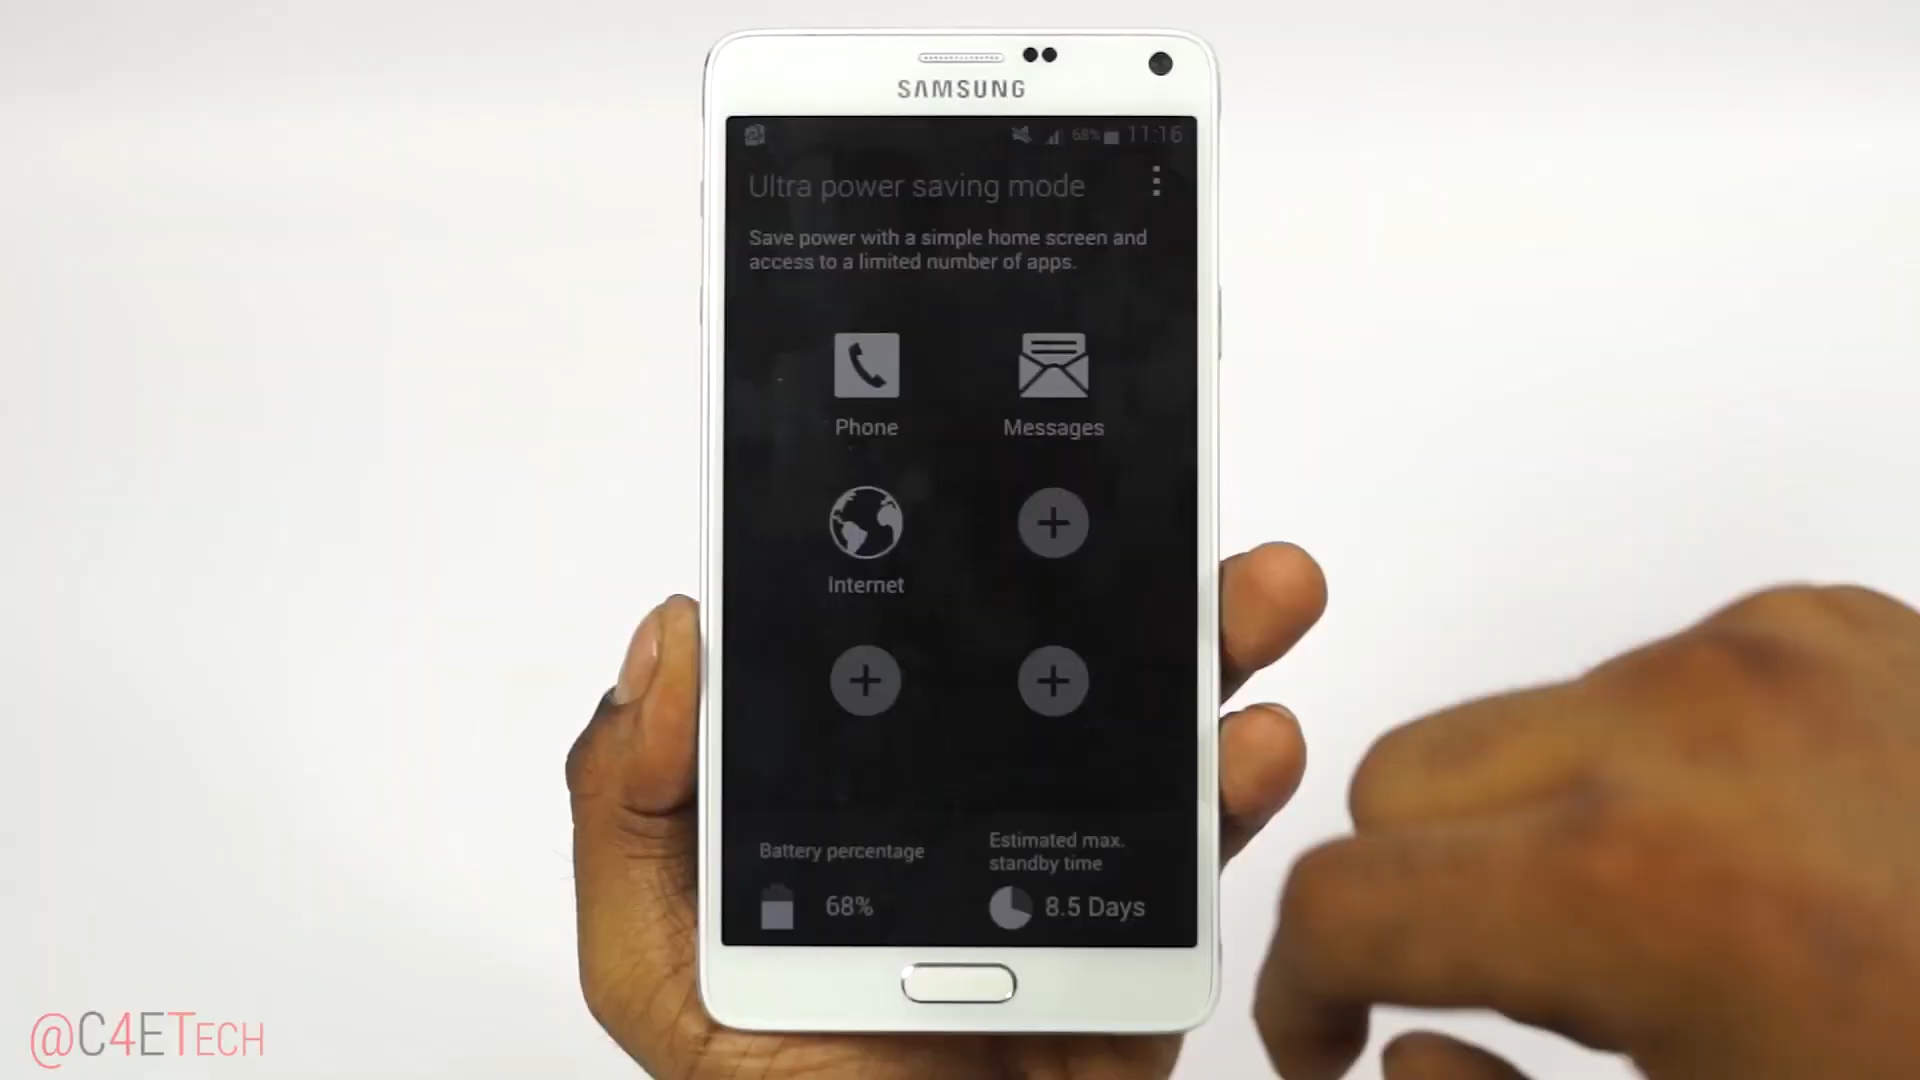 SAMSUNG
68% 11:16
Ultra power saving mode
Save power with a simple home screen and
access to a limited number of apps.
Phone
Messages
Internet
Battery percentage
68%
Estimated max.
standby time
8.5 Days
@C4ETECH